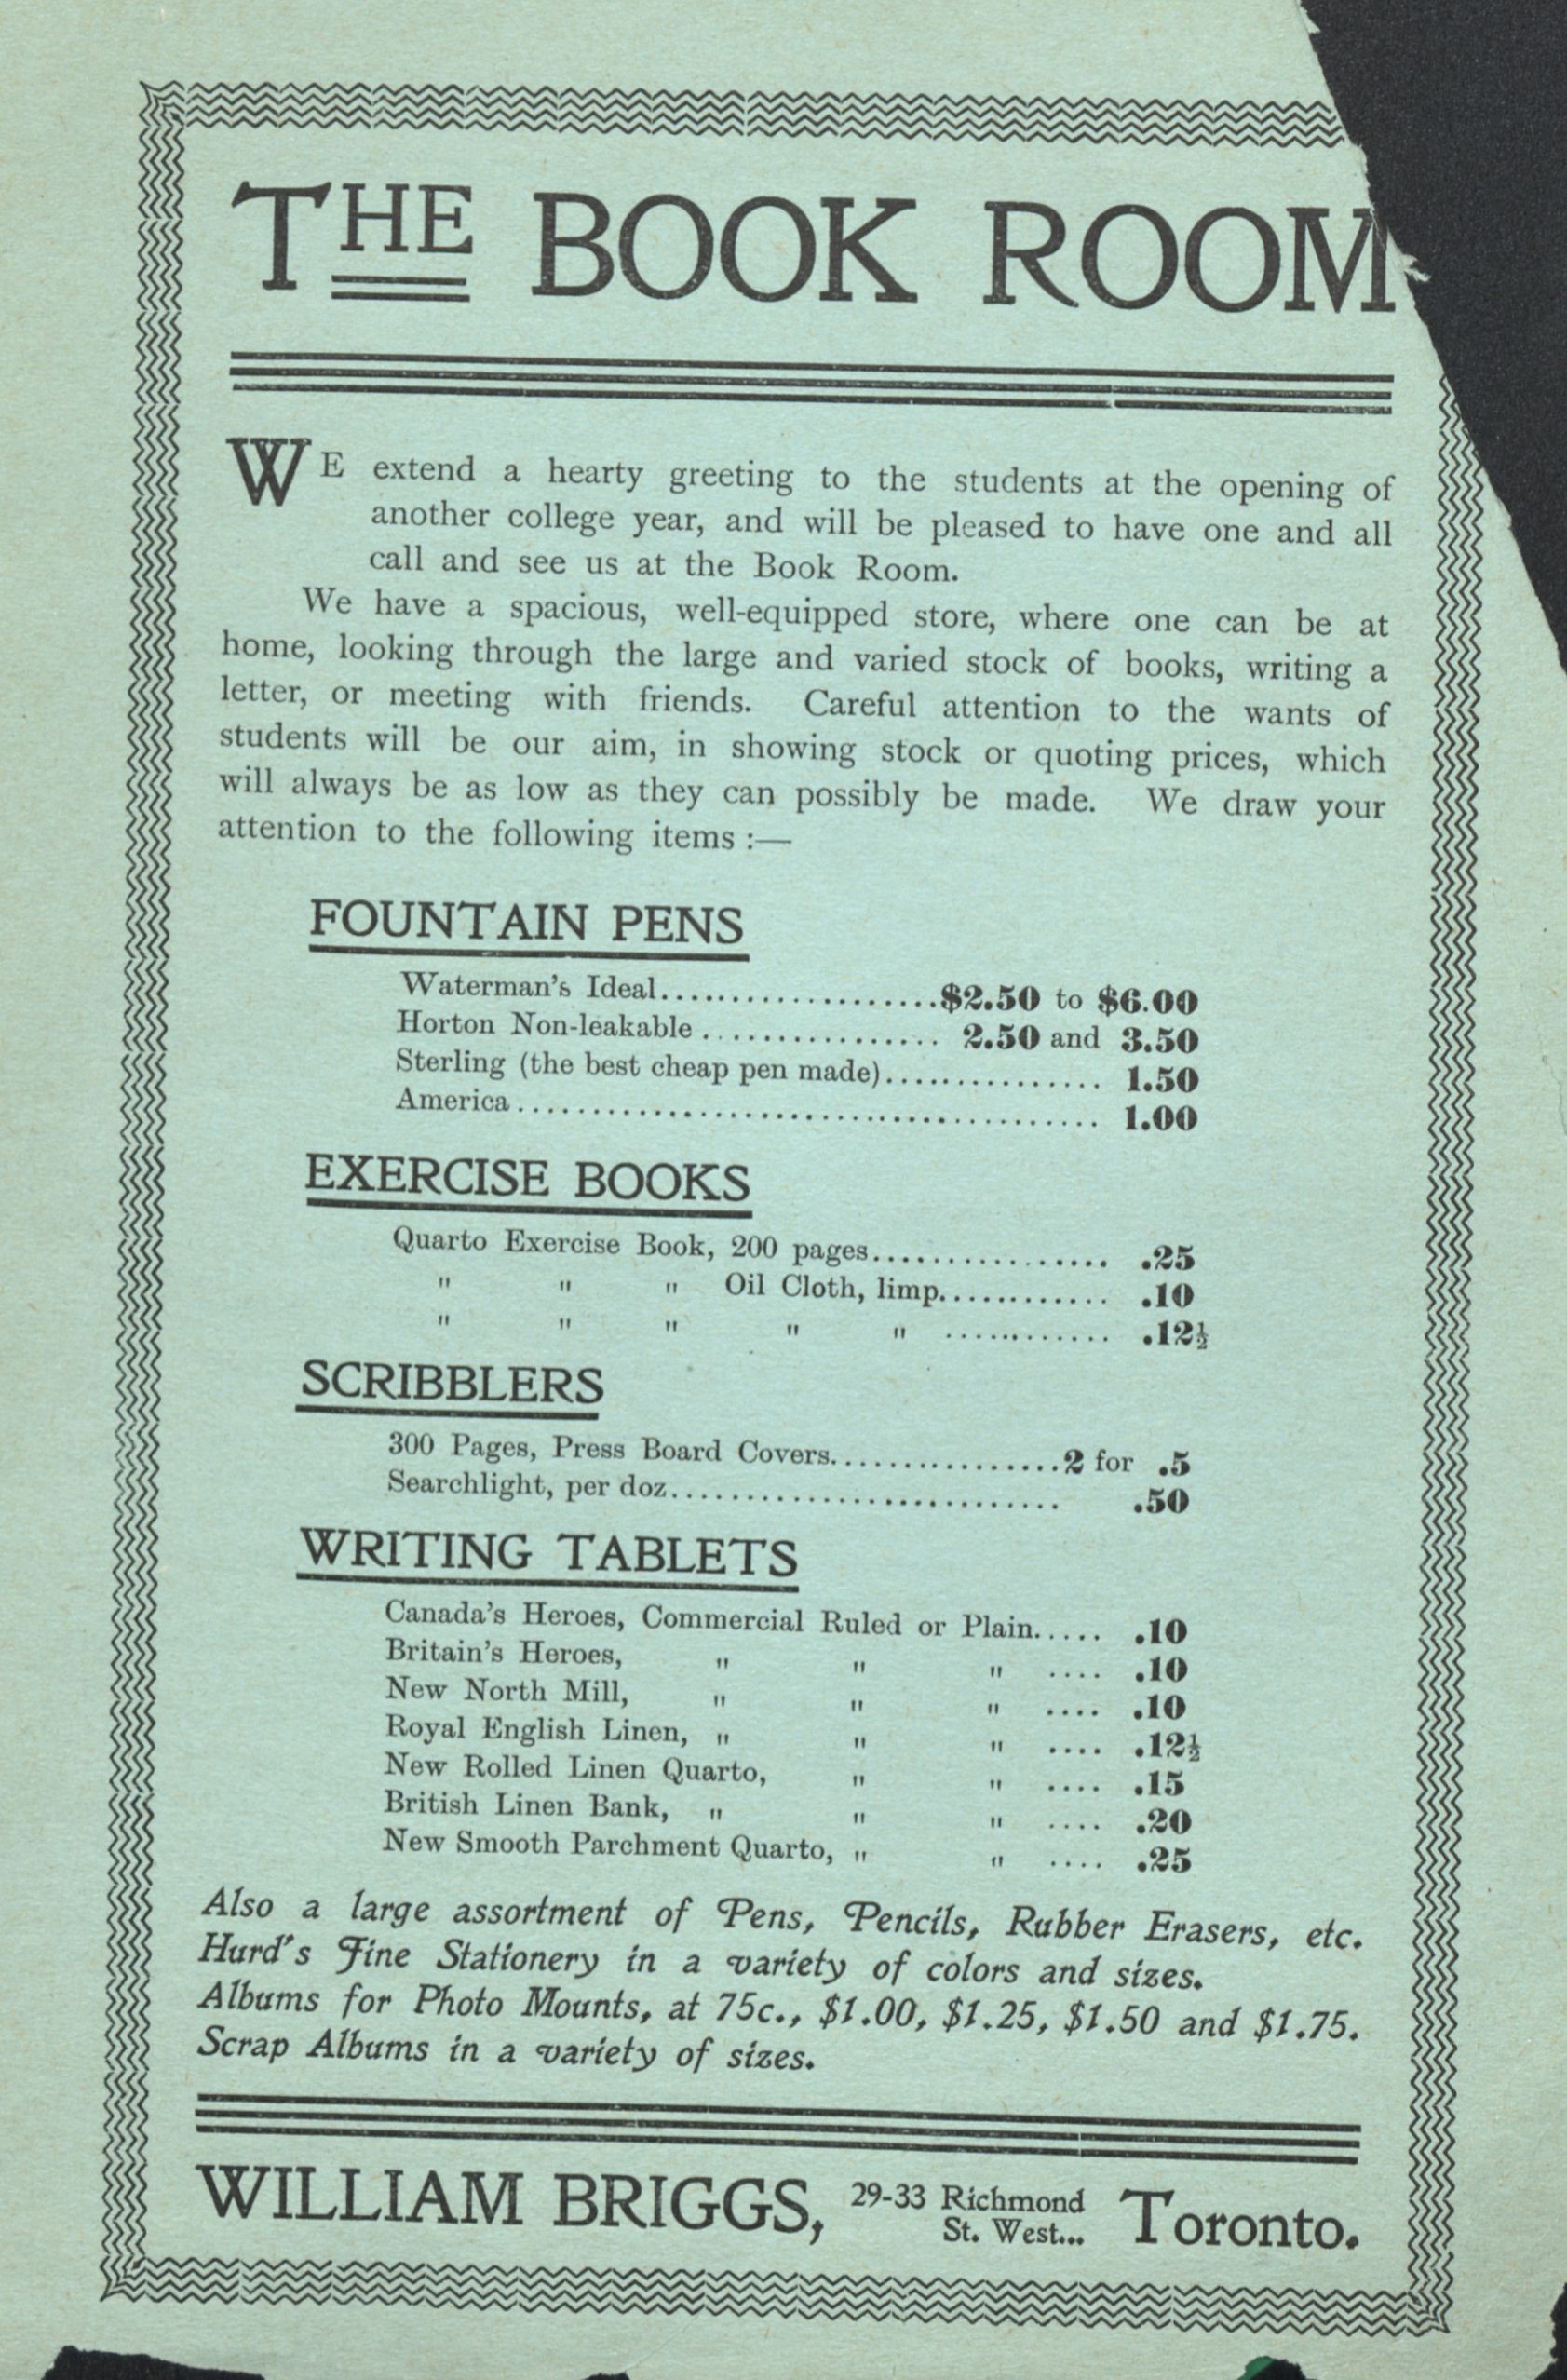 THE BOOK ROOM
WE extend a hearty greeting to the students at the opening of
another college year, and will be pleased to have one and all
call and see us at the Book Room.
We have a spacious, well-equipped store, where one can be at
home, looking through the large and varied stock of books, writing a
letter, or meeting with friends. Careful attention to the wants of
students will be our aim, in showing stock or quoting prices, which
will always be as low as they can possibly be made. We draw your
attention to the following items :—
FOUNTAIN PENS
Waterman's Ideal....................$2.50 to $6.00
Horton Non-leakable ................ 2.50 and 3.50
Sterling (the best cheap pen made)............... 1.50
America........................................ 1.00
EXERCISE BOOKS
Quarto Exercise Book, 200 pages................ .25
" " " Oil Cloth, limp............ .10
" " " " " ............ .12½
SCRIBBLERS
300 Pages, Press Board Covers................2 for .5
Searchlight, per doz........................... .50
WRITING TABLETS
Canada's Heroes, Commercial Ruled or Plain..... .10
Britain's Heroes, " " " .... .10
New North Mill, " " " .... .10
Royal English Linen, " " " .... .12½
New Rolled Linen Quarto, " " .... .15
British Linen Bank, " " " .... .20
New Smooth Parchment Quarto, " " .... .25
Also a large assortment of Pens, Pencils, Rubber Erasers, etc.
Hurd's Fine Stationery in a variety of colors and sizes.
Albums for Photo Mounts, at 75c., $1.00, $1.25, $1.50 and $1.75.
Scrap Albums in a variety of sizes.
WILLIAM BRIGGS, 29-33 Richmond
St. West... Toronto.